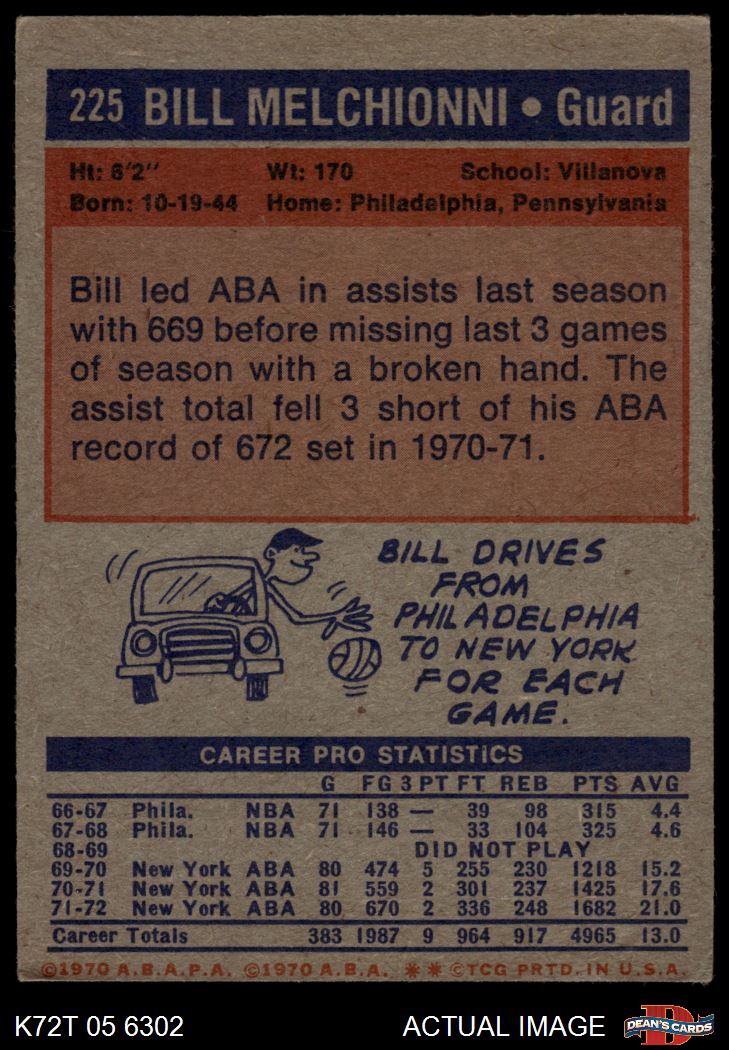 225 BILL MELCHIONNI • Guard
Ht: 6'2" Wt: 170 School: Villanova
Born: 10-19-44 Home: Philadelphia, Pennsylvania
Bill led ABA in assists last season
with 669 before missing last 3 games
of season with a broken hand. The
assist total fell 3 short of his ABA
record of 672 set in 1970-71.
BILL DRIVES
FROM
PHILADELPHIA
TO NEW YORK
FOR EACH
GAME.
CAREER PRO STATISTICS
G FG 3 PT FT REB PTS AVG
66-67 Phila. NBA 71 138 — 39 98 315 4.4
67-68 Phila. NBA 71 146 — 33 104 325 4.6
68-69 DID NOT PLAY
69-70 New York ABA 80 474 5 255 230 1218 15.2
70-71 New York ABA 81 559 2 301 237 1425 17.6
71-72 New York ABA 80 670 2 336 248 1682 21.0
Career Totals 383 1987 9 964 917 4965 13.0
©1970 A.B.A.P.A. ©1970 A.B.A. ** ©TCG PRTD. IN U.S.A.
K72T 05 6302 ACTUAL IMAGE DEAN'S CARDS